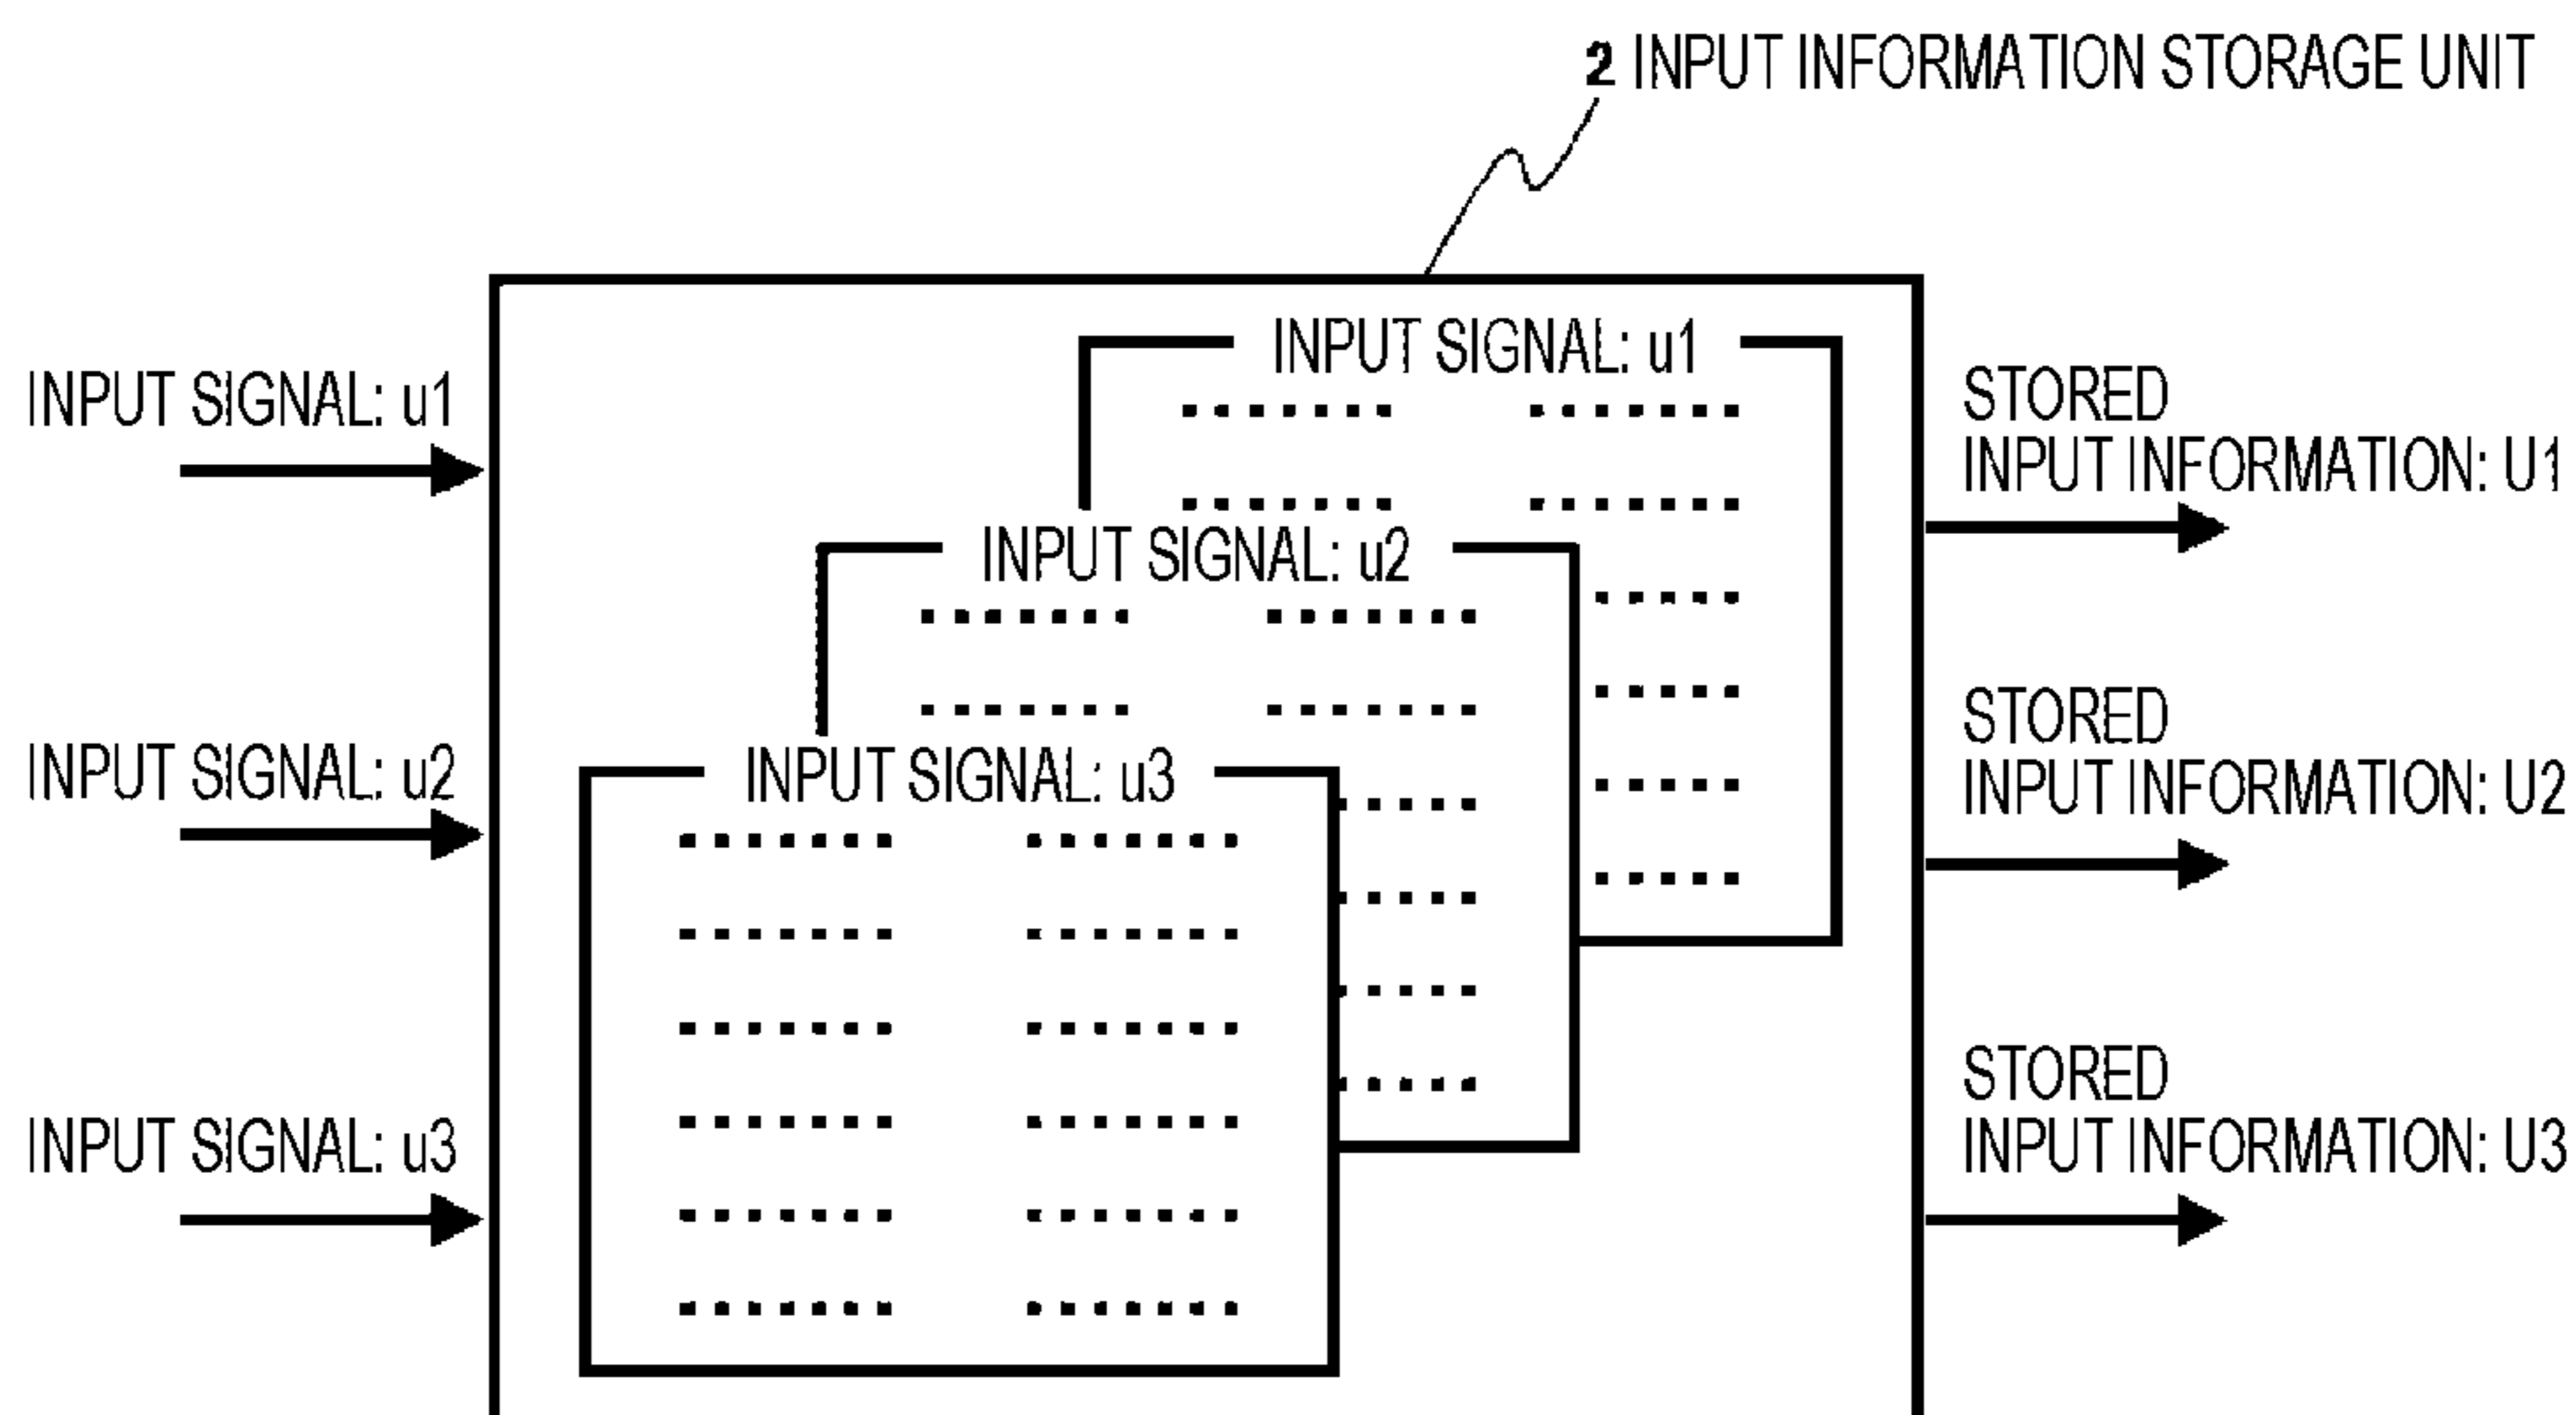 2 INPUT INFORMATION STORAGE UNIT
INPUT SIGNAL: u1
INPUT SIGNAL: u2
INPUT SIGNAL: u3
INPUT SIGNAL: u1
INPUT SIGNAL: u2
INPUT SIGNAL: u3
STORED
INPUT INFORMATION: U1
STORED
INPUT INFORMATION: U2
STORED
INPUT INFORMATION: U3